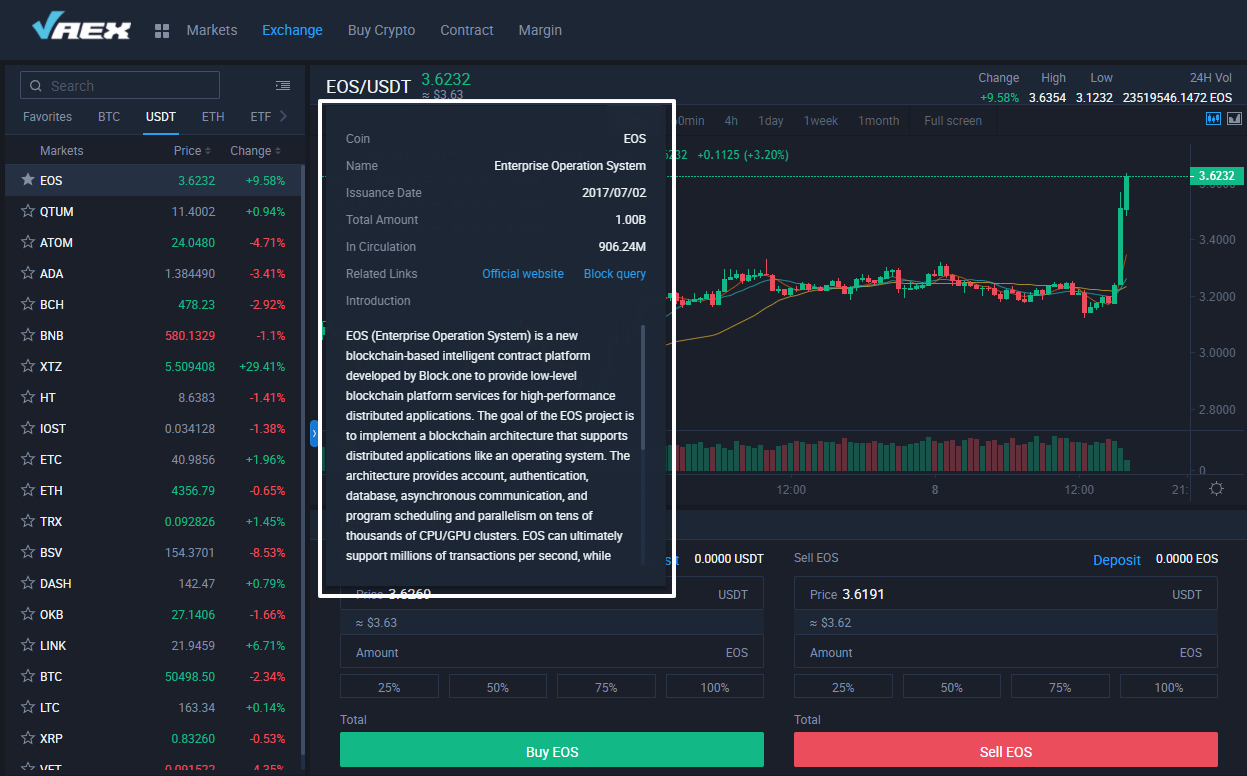 VAEX Markets Exchange Buy Crypto Contract Margin
Search
Favorites BTC USDT ETH ETF
Markets Price Change
EOS 3.6232 +9.58%
QTUM 11.4002 +0.94%
ATOM 24.0480 -4.71%
ADA 1.384490 -3.41%
BCH 478.23 -2.92%
BNB 580.1329 -1.1%
XTZ 5.509408 +29.41%
HT 8.6383 -1.41%
IOST 0.034128 -1.38%
ETC 40.9856 +1.96%
ETH 4356.79 -0.65%
TRX 0.092826 +1.45%
BSV 154.3701 -8.53%
DASH 142.47 +0.79%
OKB 27.1406 -1.66%
LINK 21.9459 +6.71%
BTC 50498.50 -2.34%
LTC 163.34 +0.14%
XRP 0.83260 -0.53%
VET 0.091522 -4.35%
EOS/USDT 3.6232
≈ $3.63
Change High Low 24H Vol
+9.58% 3.6354 3.1232 23519546.1472 EOS
4h 1day 1week 1month Full screen
+0.1125 (+3.20%)
Coin EOS
Name Enterprise Operation System
Issuance Date 2017/07/02
Total Amount 1.00B
In Circulation 906.24M
Related Links Official website Block query
Introduction
EOS (Enterprise Operation System) is a new
blockchain-based intelligent contract platform
developed by Block.one to provide low-level
blockchain platform services for high-performance
distributed applications. The goal of the EOS project is
to implement a blockchain architecture that supports
distributed applications like an operating system. The
architecture provides account, authentication,
database, asynchronous communication, and
program scheduling and parallelism on tens of
thousands of CPU/GPU clusters. EOS can ultimately
support millions of transactions per second, while
3.6232
3.4000
3.2000
3.0000
2.8000
0
12:00 8 12:00 21:
0.0000 USDT
Price 3.6269 USDT
≈ $3.63
Amount EOS
25% 50% 75% 100%
Total
Buy EOS
Sell EOS Deposit 0.0000 EOS
Price 3.6191 USDT
≈ $3.62
Amount EOS
25% 50% 75% 100%
Total
Sell EOS